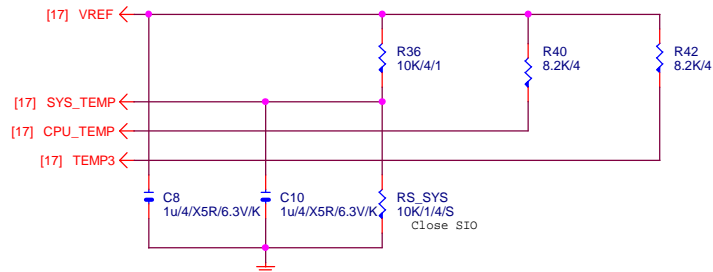 [17] VREF
R36
10K/4/1
R40
8.2K/4
R42
8.2K/4
[17] SYS_TEMP
[17] CPU_TEMP
[17] TEMP3
C8
1u/4/X5R/6.3V/K
C10
1u/4/X5R/6.3V/K
RS_SYS
10K/1/4/S
Close SIO